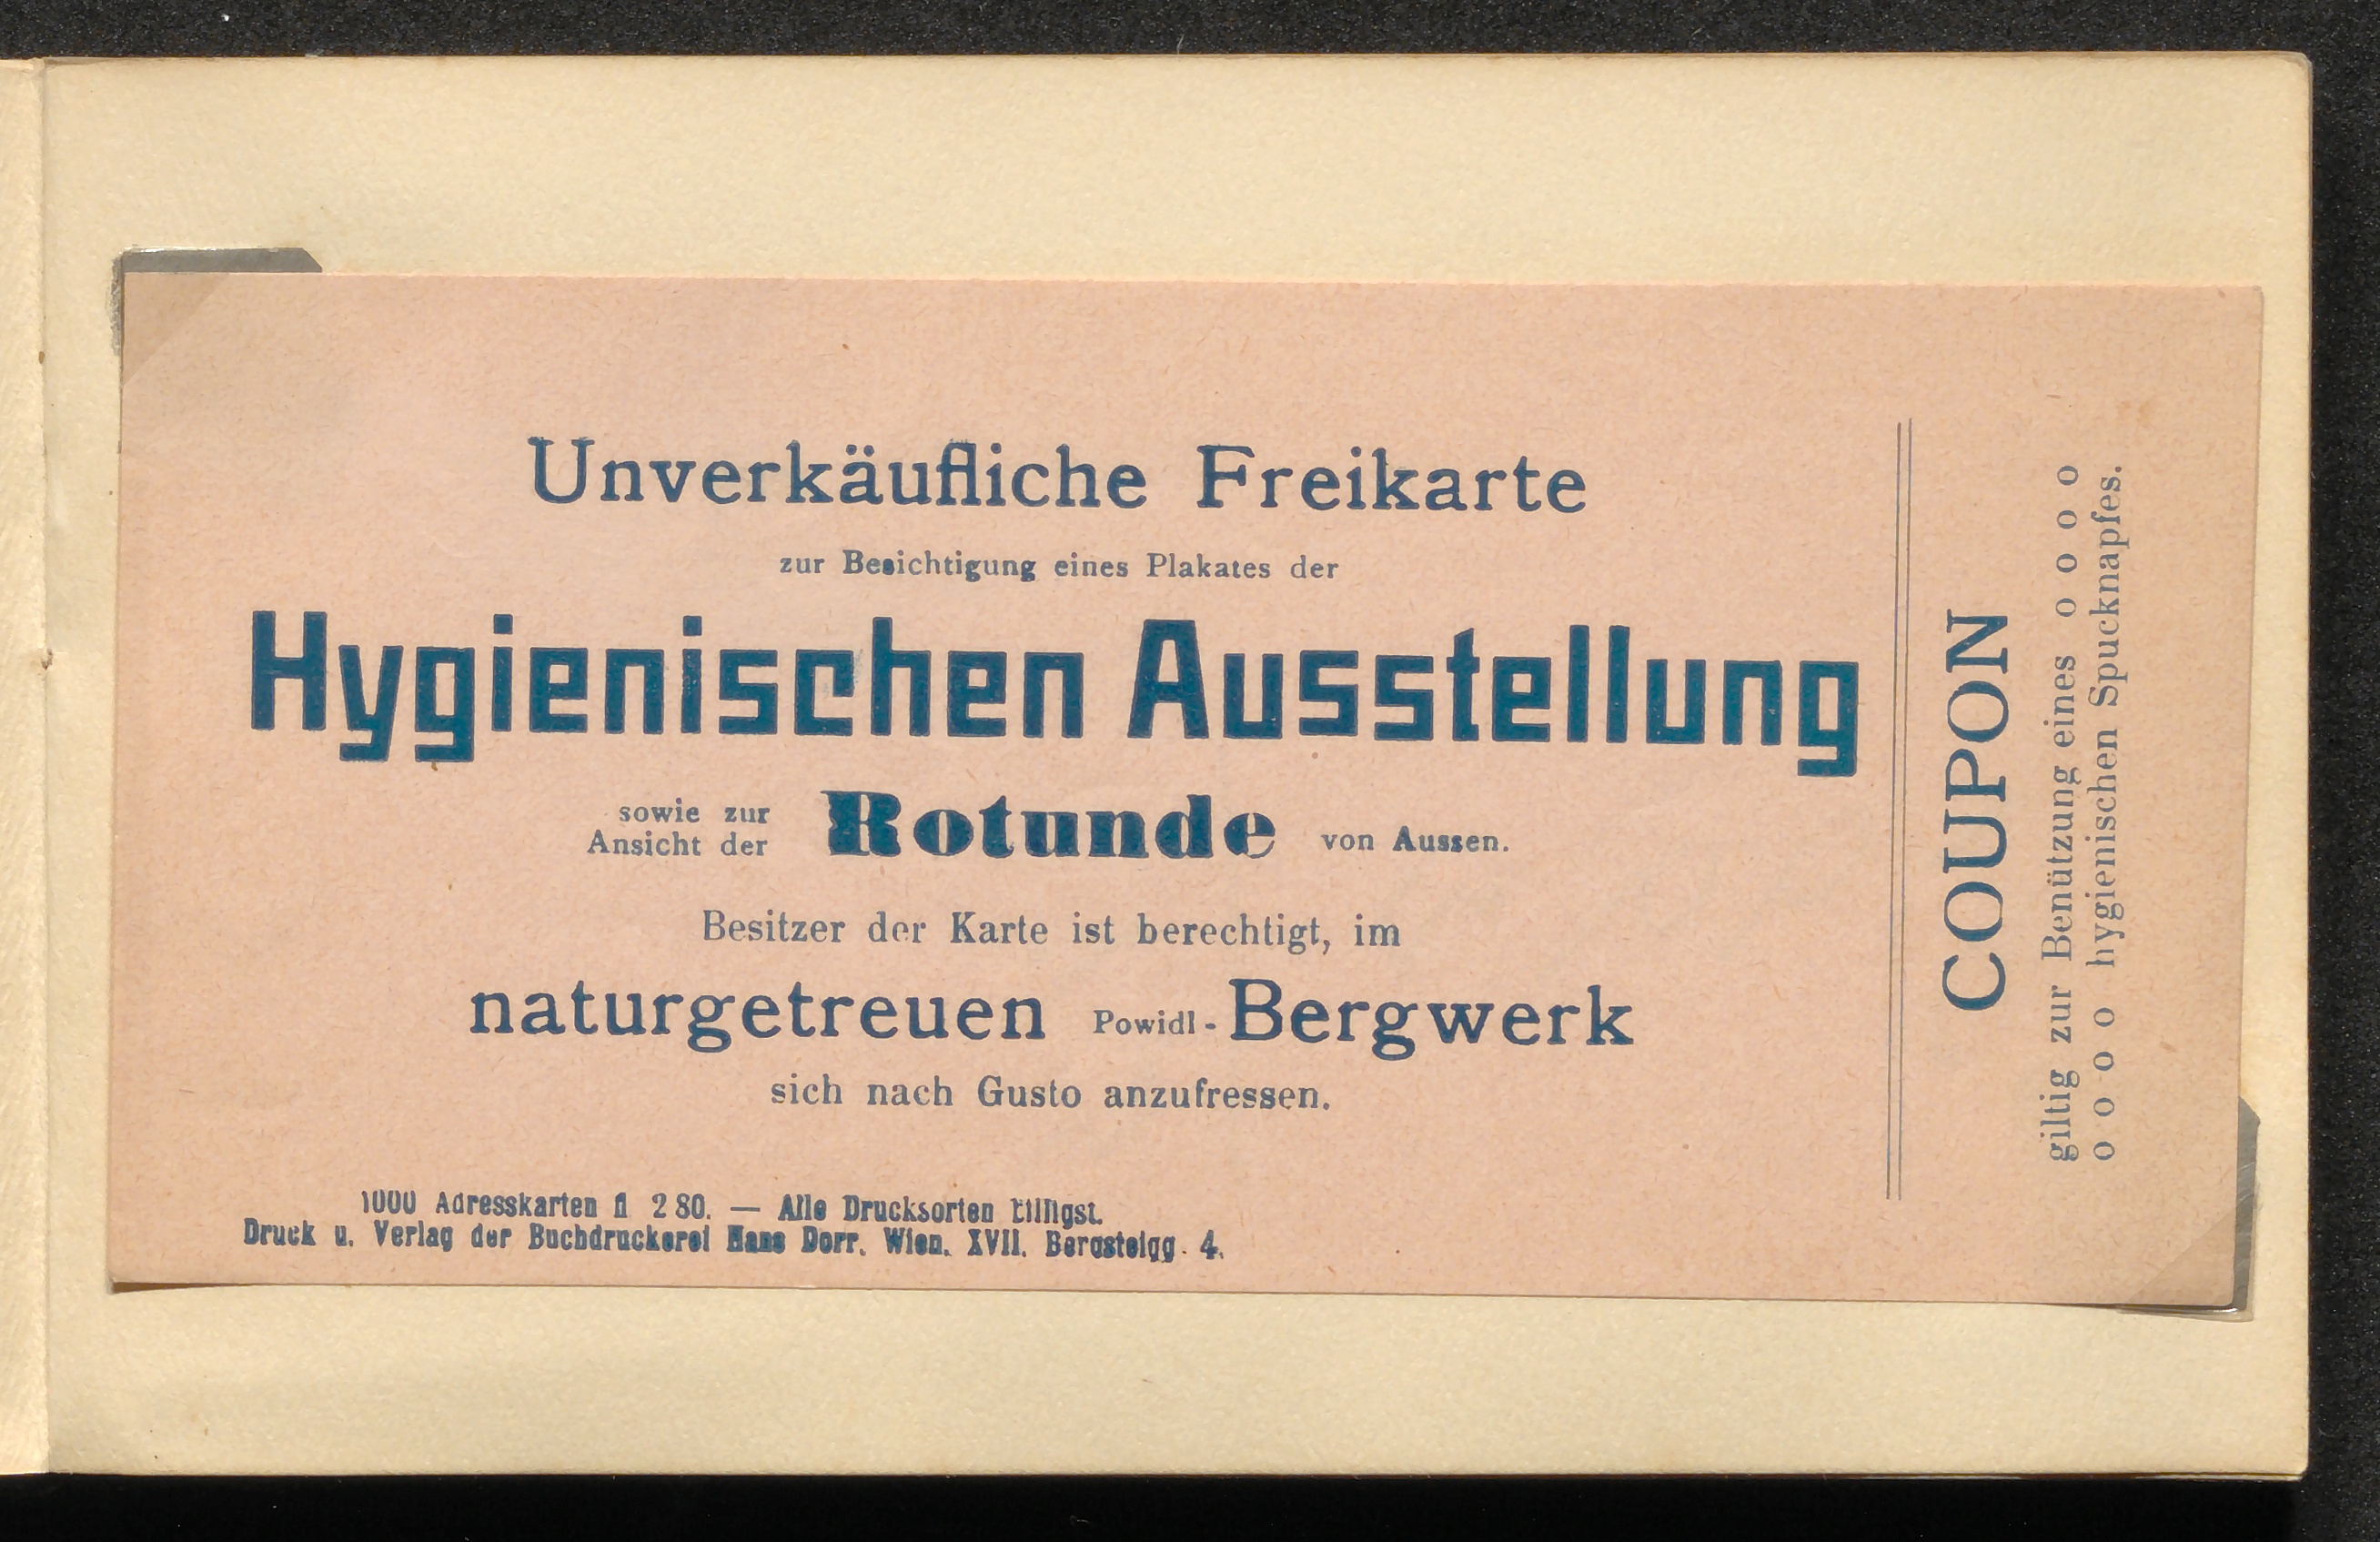 Unverkäufliche Freikarte
zur Besichtigung eines Plakates der
Hygienischen Ausstellung
sowie zur
Ansicht der Rotunde von Aussen.
Besitzer der Karte ist berechtigt, im
naturgetreuen Powidl-Bergwerk
sich nach Gusto anzufressen.
1000 Adresskarten fl 2 80. — Alle Drucksorten billigst.
Druck u. Verlag der Buchdruckerei Hans Dorr, Wien, XVII. Bergsteigg. 4.
COUPON
giltig zur Benützung eines o o o o
o o o o hygienischen Spucknapfes.